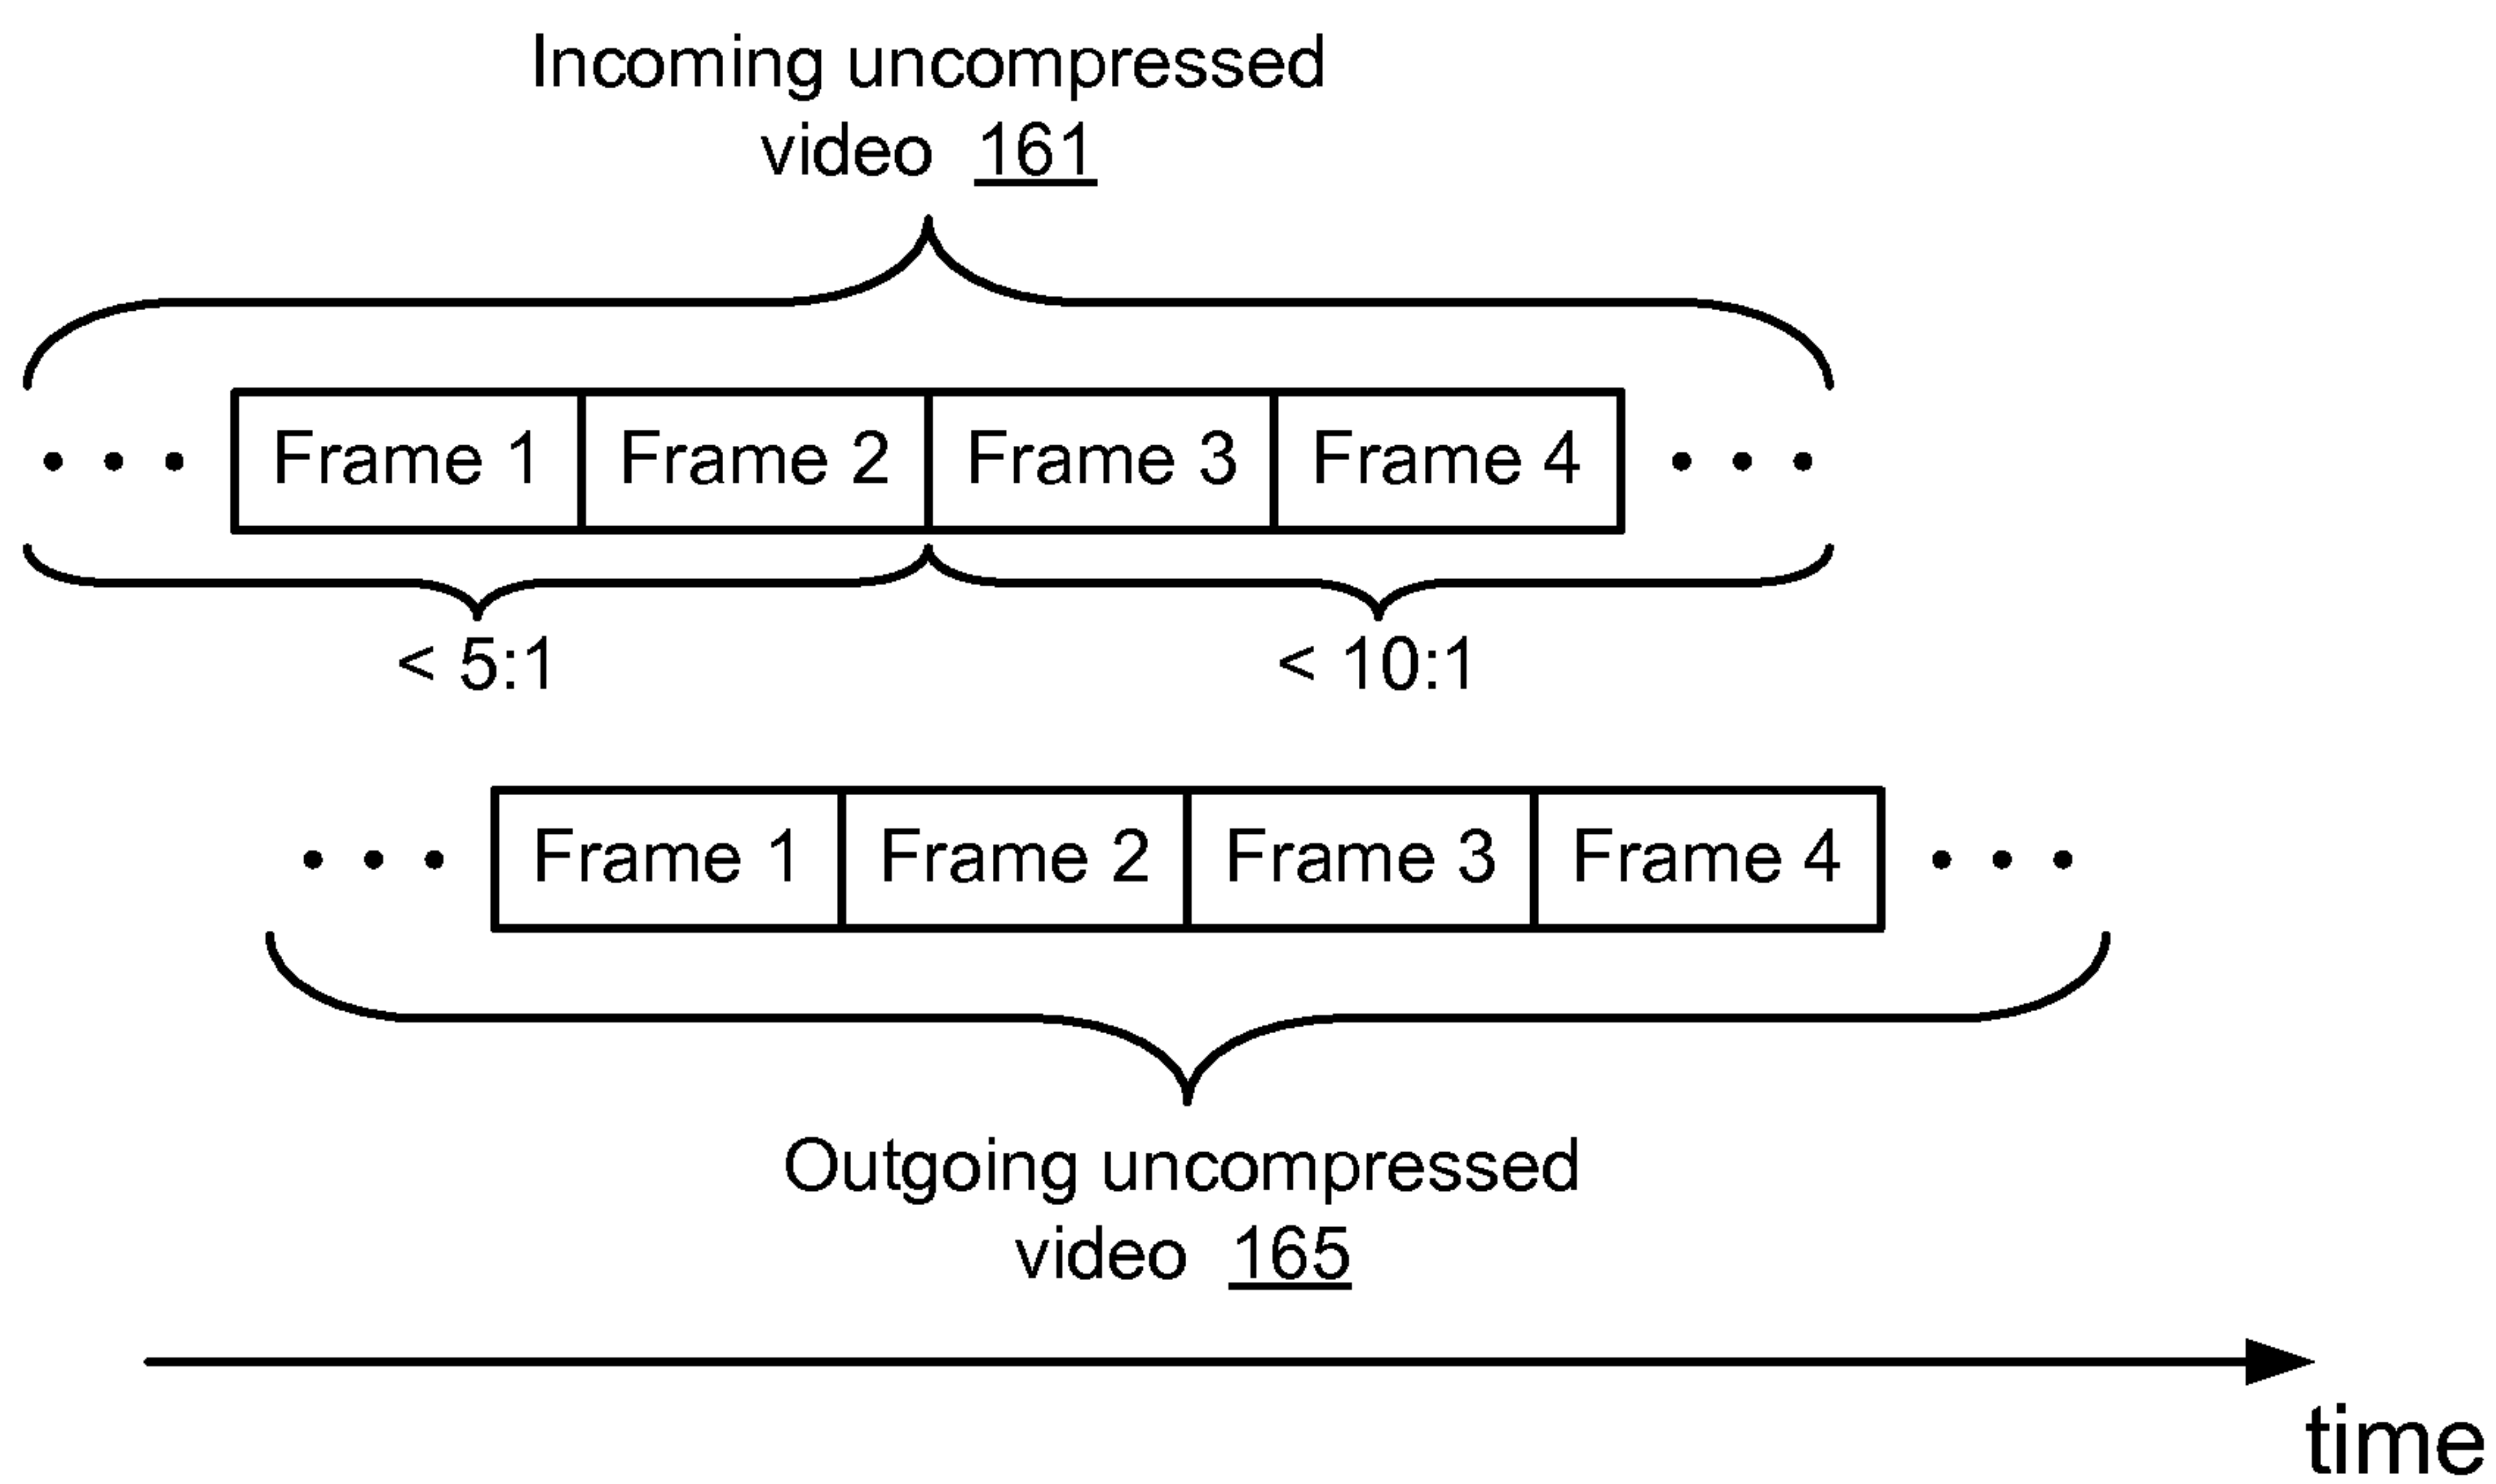 Incoming uncompressed
video 161
Frame 1 Frame 2 Frame 3 Frame 4
< 5:1 < 10:1
Frame 1 Frame 2 Frame 3 Frame 4
Outgoing uncompressed
video 165
time